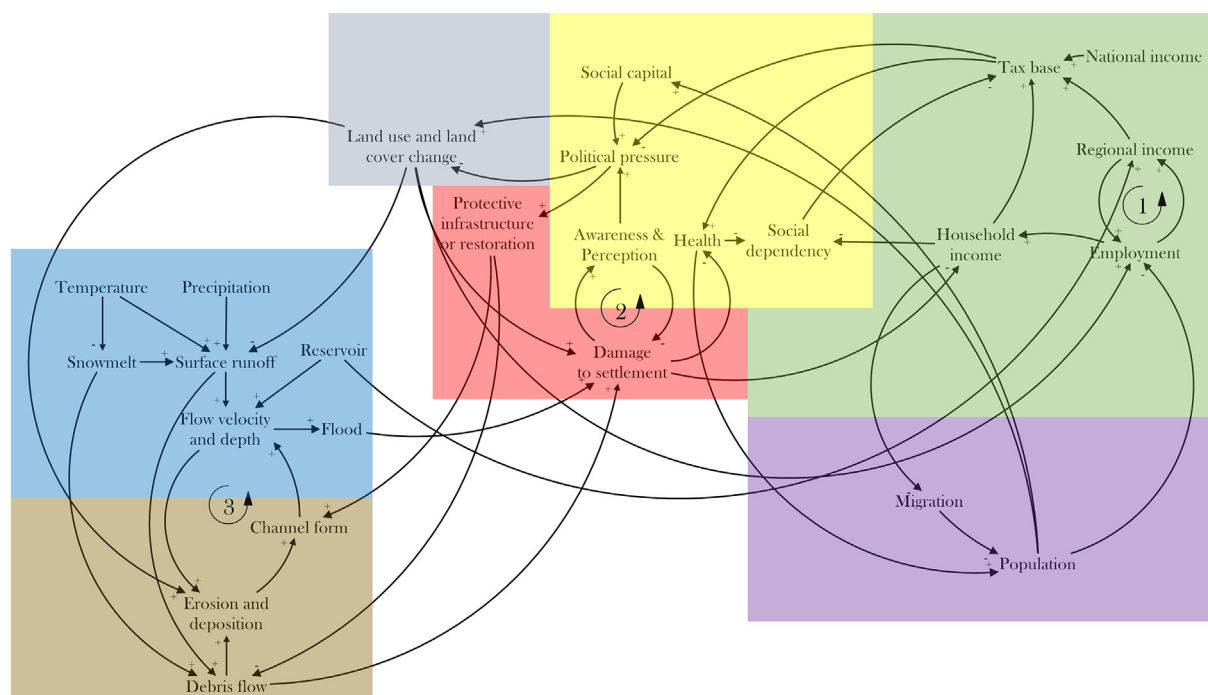 Social capital
Tax base
National income
Land use and land
cover change
Political pressure
Regional income
Protective
infrastructure
or restoration
Awareness &
Perception
Health
Social
dependency
Household
income
Employment
1
2
Temperature
Precipitation
Snowmelt
Surface runoff
Reservoir
Damage
to settlement
Flow velocity
and depth
Flood
3
Channel form
Migration
Population
Erosion and
deposition
Debris flow